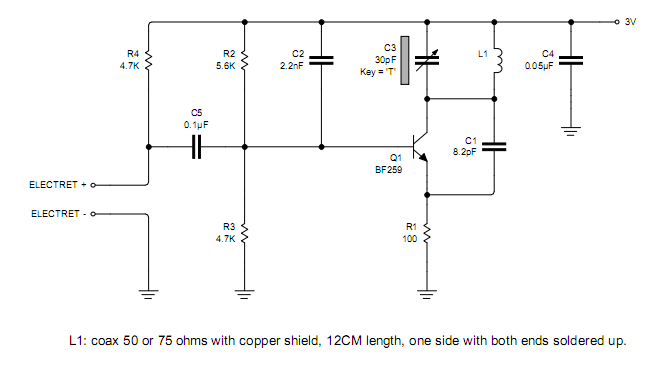 3V
R4
4.7K
R2
5.6K
C2
2.2nF
C3
30pF
Key = 'T'
L1
C4
0.05µF
C5
0.1µF
Q1
BF259
C1
8.2pF
ELECTRET +
ELECTRET -
R3
4.7K
R1
100
L1: coax 50 or 75 ohms with copper shield, 12CM length, one side with both ends soldered up.